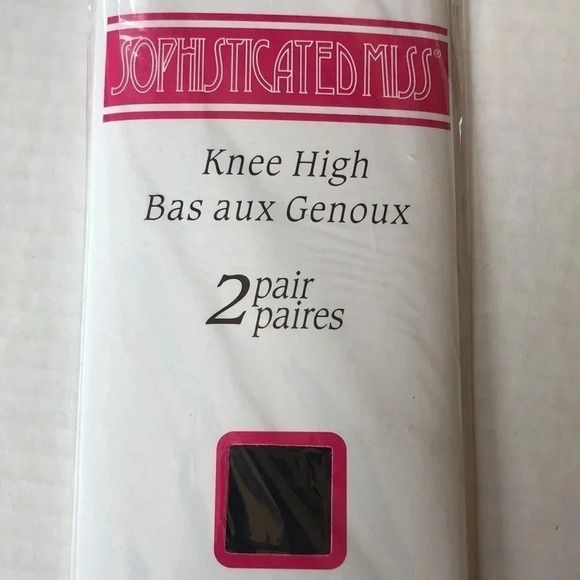 SOPHISTICATED MISS®
Knee High
Bas aux Genoux
2 pair
paires